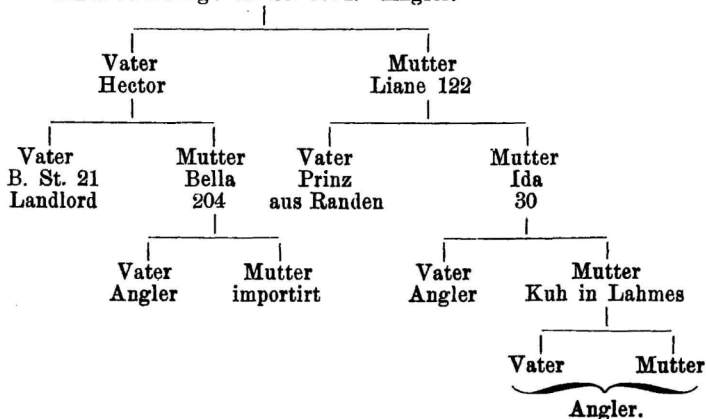 Angler.
Vater Mutter
Hector Liane 122
Vater Mutter Vater Mutter
B. St. 21 Bella Prinz Ida
Landlord 204 aus Randen 30
Vater Mutter Vater Mutter
Angler importirt Angler Kuh in Lahmes
Vater Mutter
Angler.